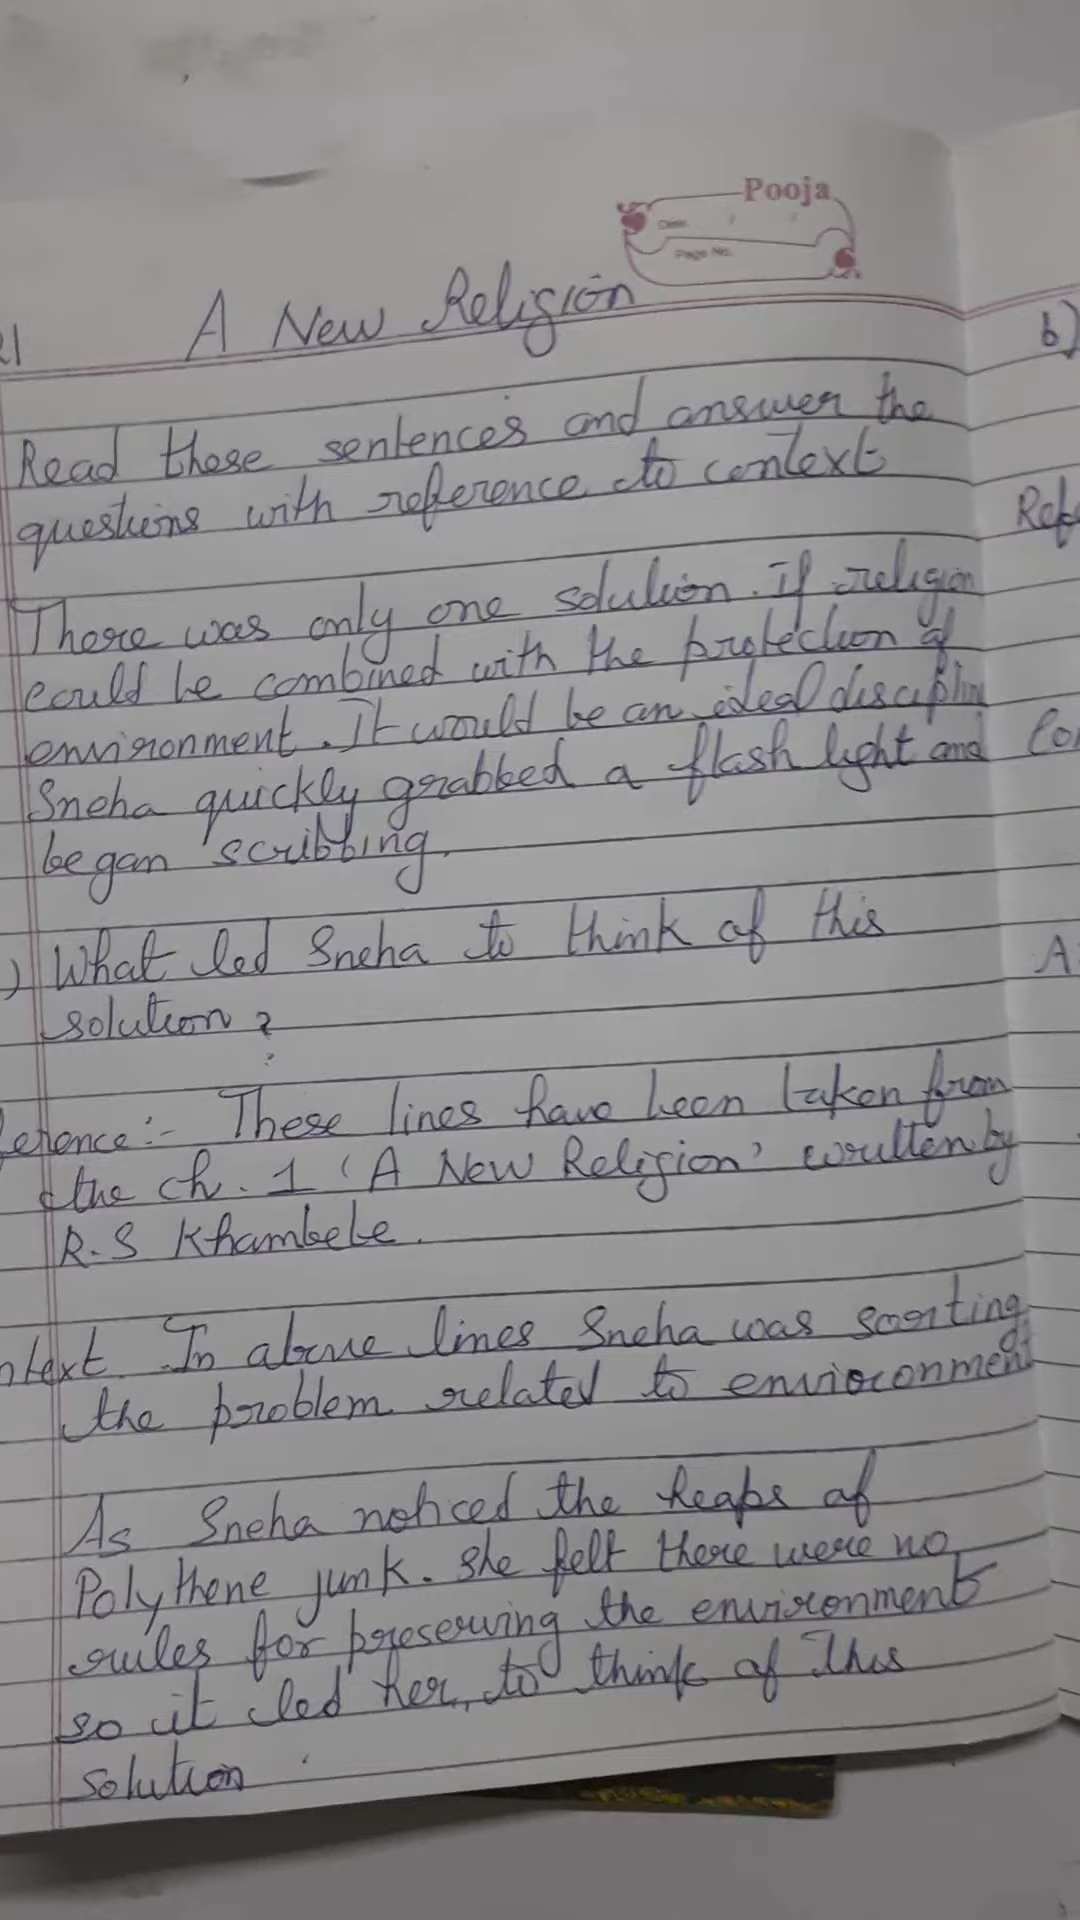 Pooja
Date
Page No.
A New Religion
b)
Read these sentences and answer the
questions with reference to context
There was only one solution. If religion
could be combined with the protection of
environment. It would be an ideal discipline
Sneha quickly grabbed a flash light and
began scribbing.
) What led Sneha to think of this
solution?
ference:- These lines have been taken from
the ch. 1 'A New Religion' written by
R.S Khambete.
ntext. In above lines Sneha was sorting
the problem related to environment
As Sneha noticed the heaps of
Polythene junk. She felt there were no
rules for preserving the environment
so it led her, to think of This
solution.